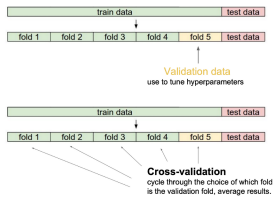 train data test data
fold 1 fold 2 fold 3 fold 4 fold 5 test data
Validation data
use to tune hyperparameters
train data test data
fold 1 fold 2 fold 3 fold 4 fold 5 test data
Cross-validation
cycle through the choice of which fold
is the validation fold, average results.